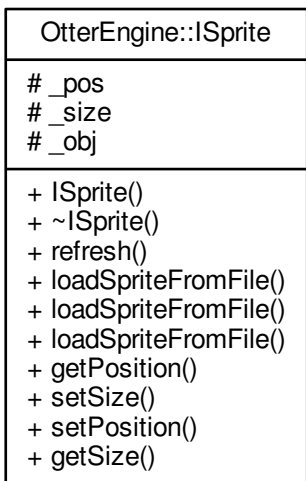 OtterEngine::ISprite
# _pos
# _size
# _obj
+ ISprite()
+ ~ISprite()
+ refresh()
+ loadSpriteFromFile()
+ loadSpriteFromFile()
+ loadSpriteFromFile()
+ getPosition()
+ setSize()
+ setPosition()
+ getSize()